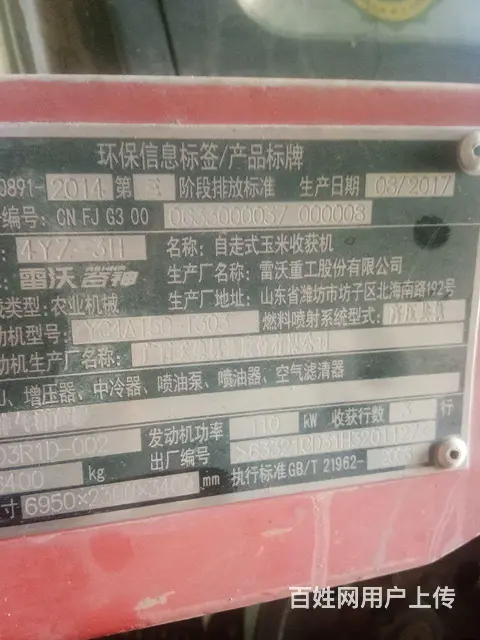 环保信息标签/产品标牌
0891-2014 第三阶段排放标准 生产日期 03/2017
编号: CN FJ G3 00 063300003/ 000008
4YZ-3H 名称: 自走式玉米收获机
雷沃谷神 生产厂名称: 雷沃重工股份有限公司
类型: 农业机械 生产厂地址: 山东省潍坊市坊子区北海南路192号
动机型号: 燃料喷射系统型式:
动机生产厂名称:
、增压器、中冷器、喷油泵、喷油器、空气滤清器
发动机功率 110 kW 收获行数 3 行
03R1D-002 出厂编号
400 kg 执行标准 GB/T 21962-
寸 6950×2300×3400 mm
百姓网用户上传